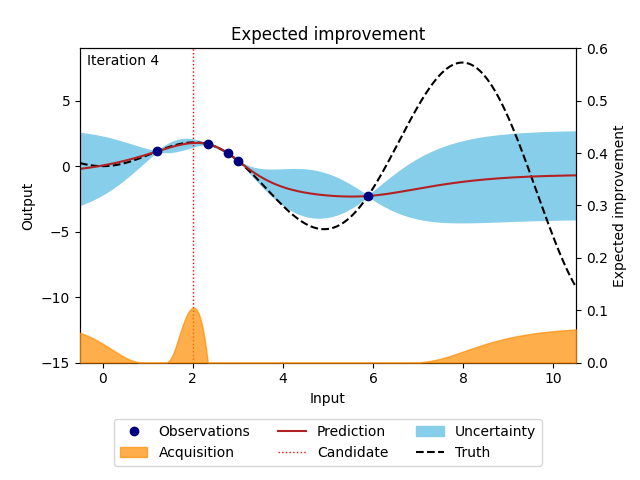 Expected improvement
Iteration 4
5
0
−5
−10
−15
Output
0.6
0.5
0.4
0.3
0.2
0.1
0.0
Expected improvement
0 2 4 6 8 10
Input
Observations Prediction Uncertainty
Acquisition Candidate Truth